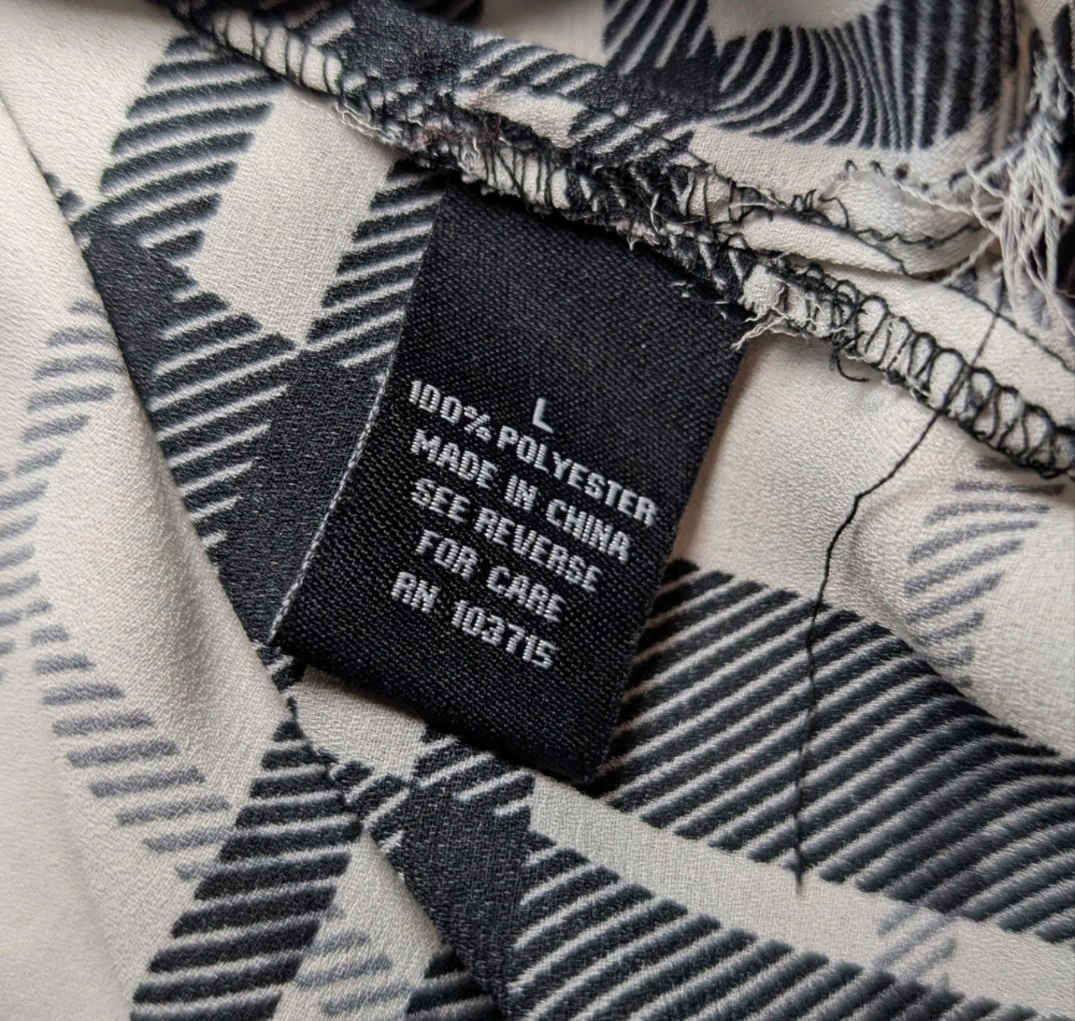 L
100% POLYESTER
MADE IN CHINA
SEE REVERSE
FOR CARE
RN 103715